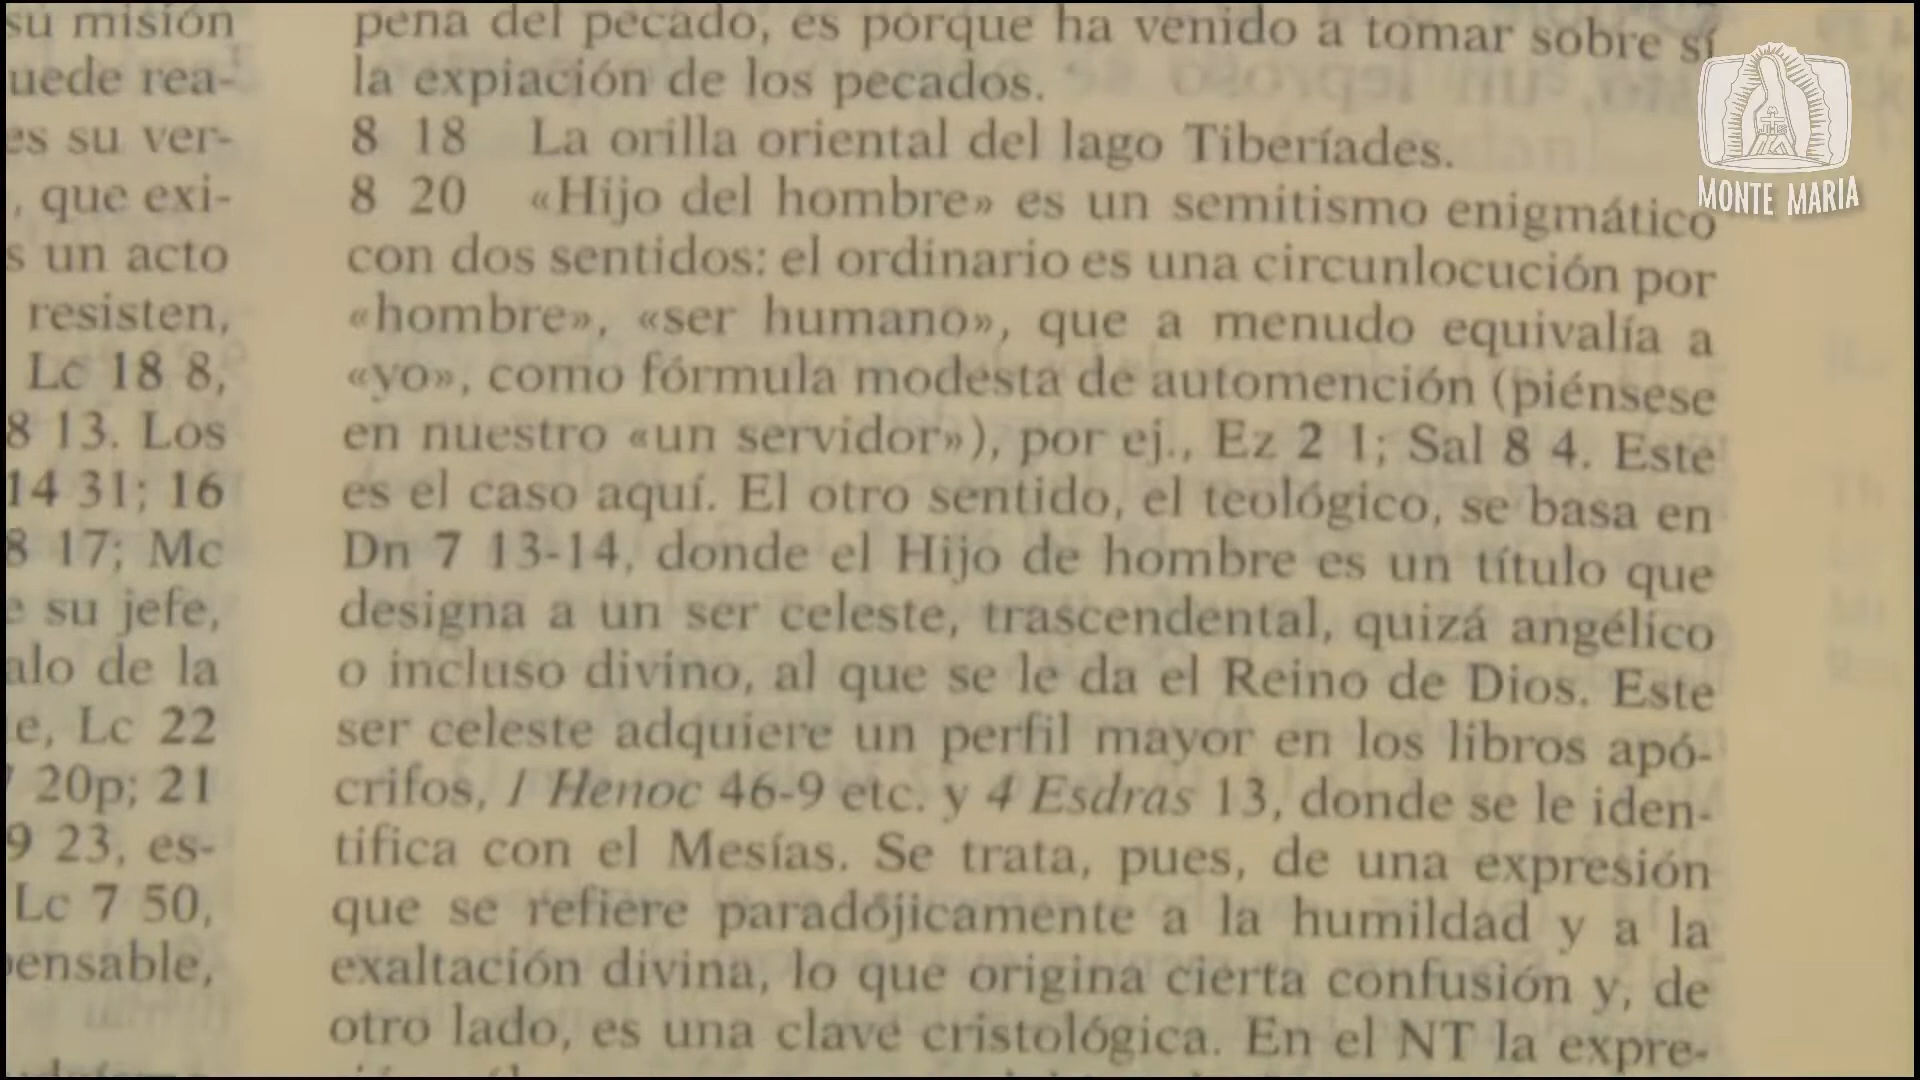 su misión
uede rea-
es su ver-
, que exi-
s un acto
resisten,
Lc 18 8,
8 13. Los
14 31; 16
8 17; Mc
e su jefe,
alo de la
e, Lc 22
20p; 21
9 23, es-
Lc 7 50,
ensable,
pena del pecado, es porque ha venido a tomar sobre sí
la expiación de los pecados.
8 18 La orilla oriental del lago Tiberíades.
8 20 «Hijo del hombre» es un semitismo enigmático
con dos sentidos: el ordinario es una circunlocución por
«hombre», «ser humano», que a menudo equivalía a
«yo», como fórmula modesta de automención (piénsese
en nuestro «un servidor»), por ej., Ez 2 1; Sal 8 4. Este
es el caso aquí. El otro sentido, el teológico, se basa en
Dn 7 13-14, donde el Hijo de hombre es un título que
designa a un ser celeste, trascendental, quizá angélico
o incluso divino, al que se le da el Reino de Dios. Este
ser celeste adquiere un perfil mayor en los libros apó-
crifos, 1 Henoc 46-9 etc. y 4 Esdras 13, donde se le iden-
tifica con el Mesías. Se trata, pues, de una expresión
que se refiere paradójicamente a la humildad y a la
exaltación divina, lo que origina cierta confusión y, de
otro lado, es una clave cristológica. En el NT la expre-
JHS
MONTE MARIA